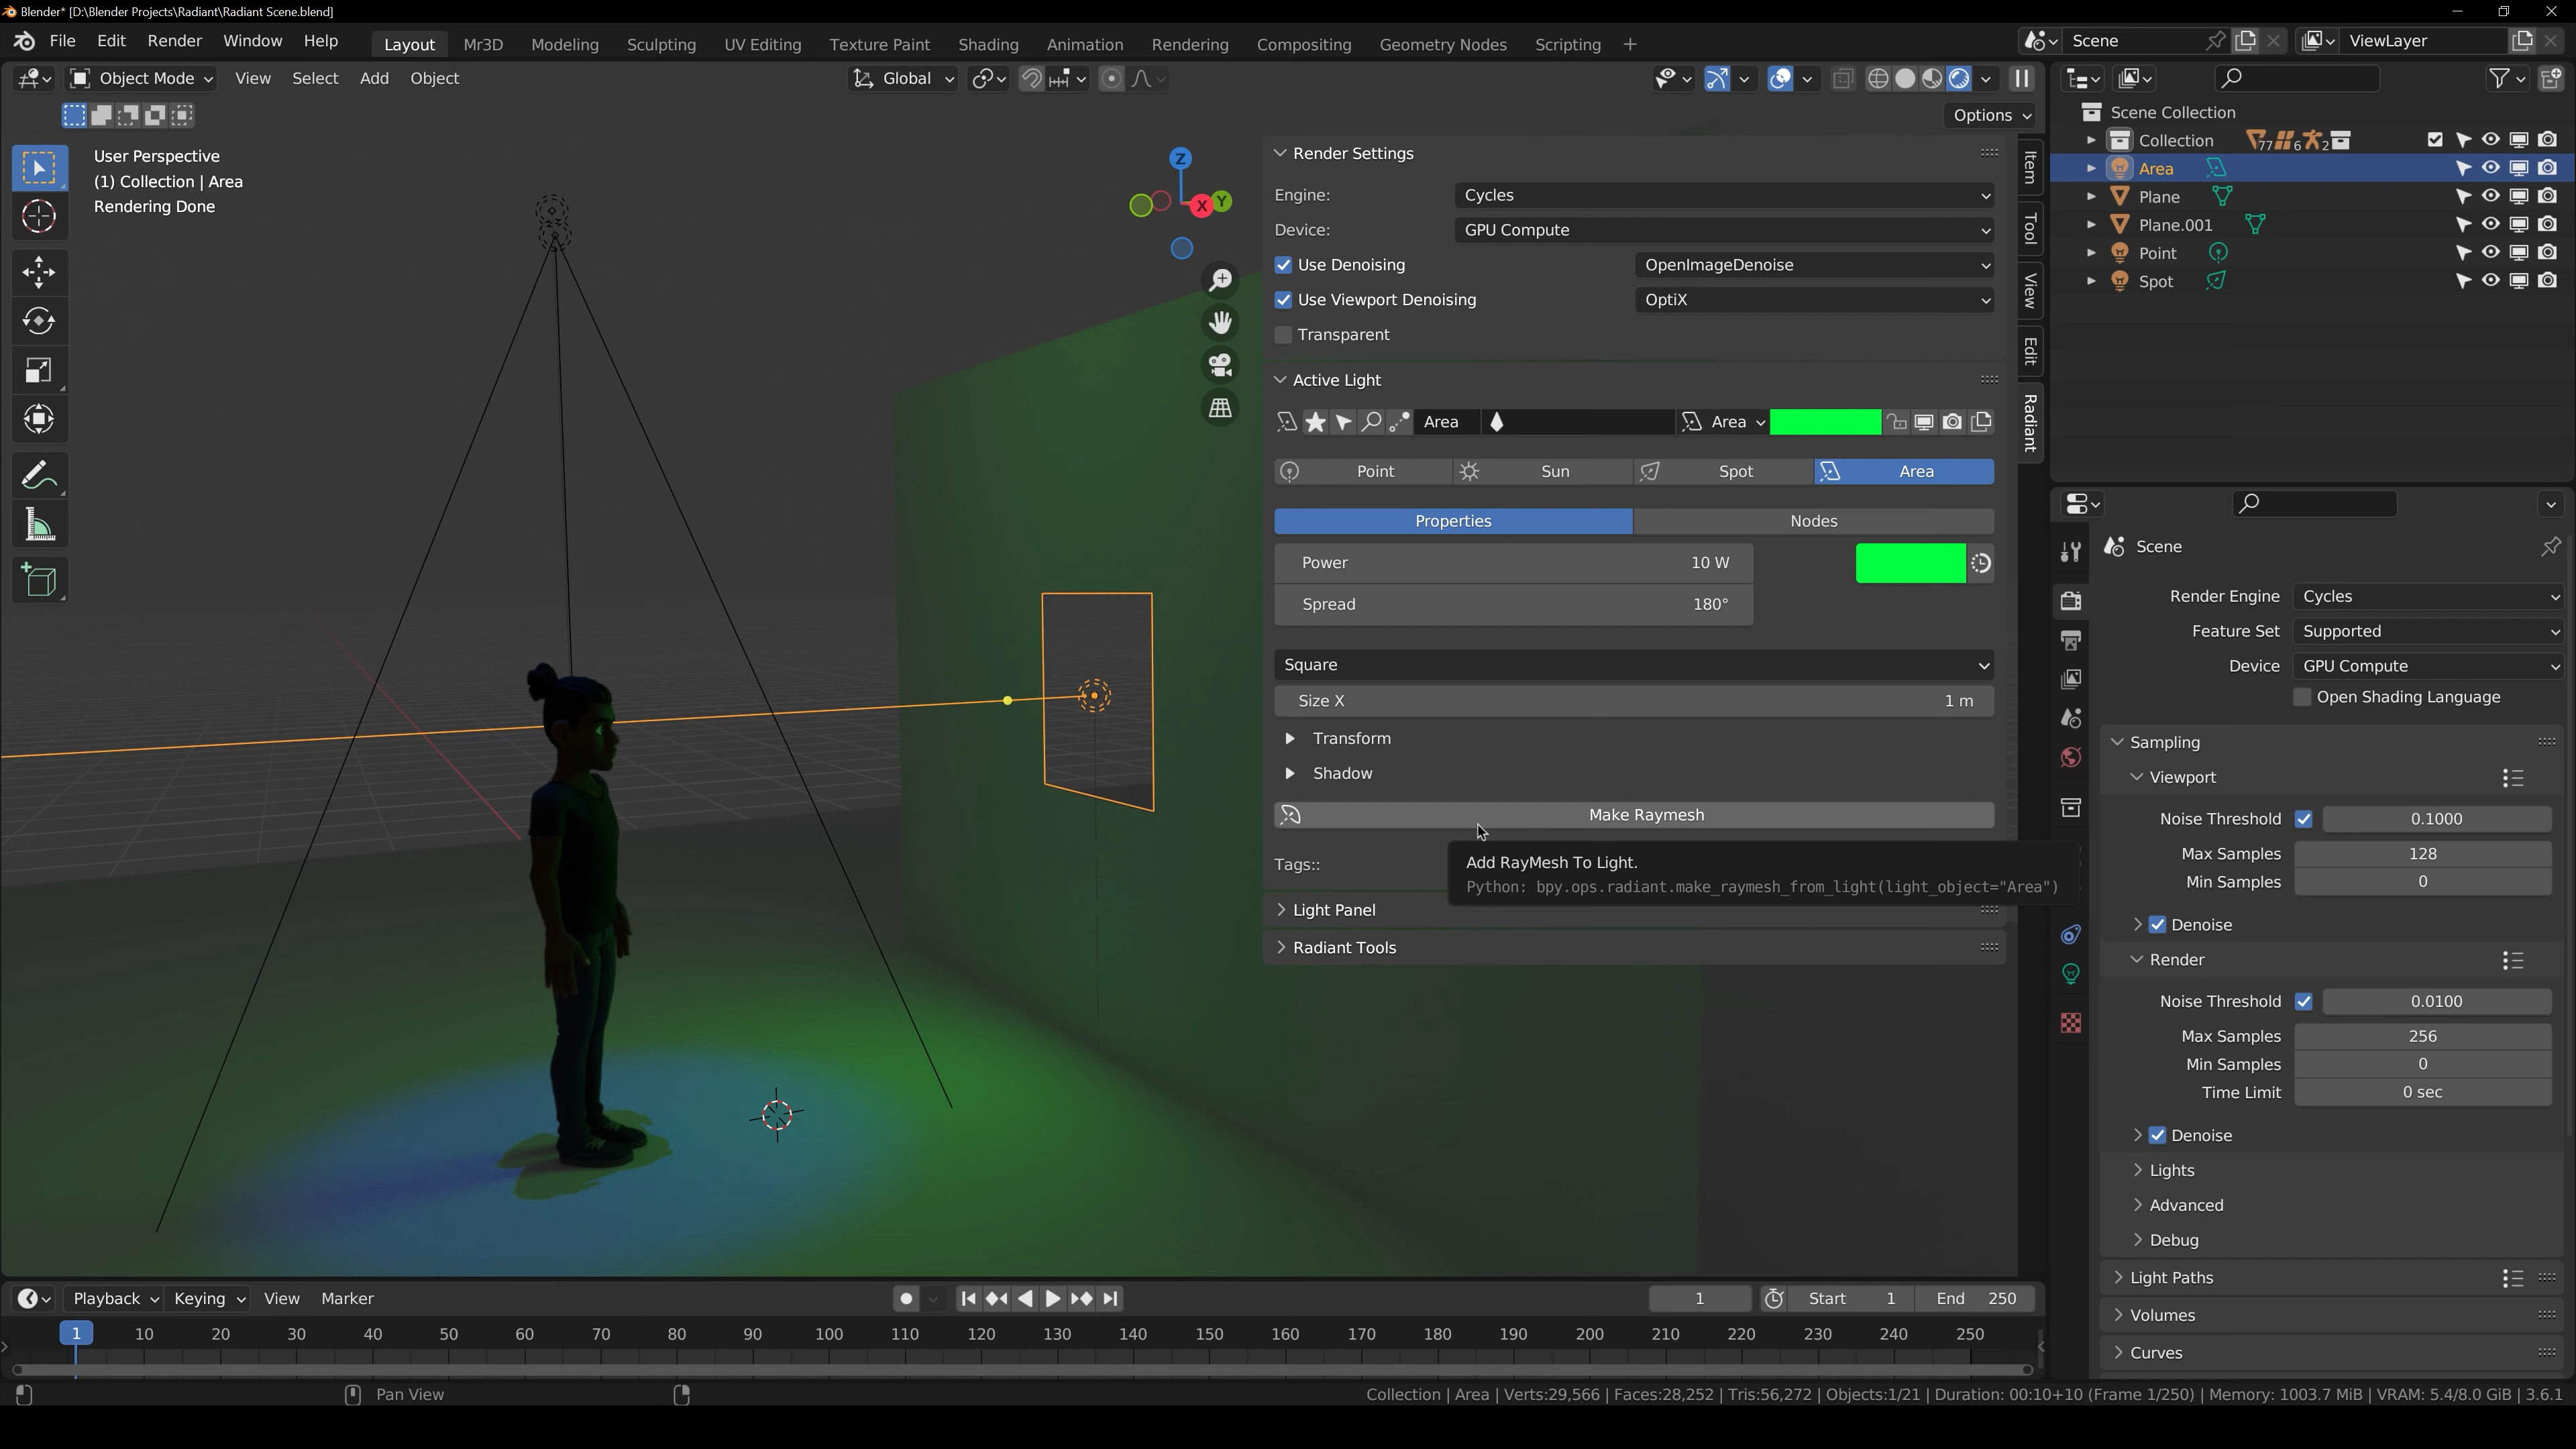 Blender* [D:\Blender Projects\Radiant\Radiant Scene.blend]
File Edit Render Window Help Layout Mr3D Modeling Sculpting UV Editing Texture Paint Shading Animation Rendering Compositing Geometry Nodes Scripting + Scene ViewLayer
Object Mode View Select Add Object Global
Options
User Perspective
(1) Collection | Area
Rendering Done
Z
X Y
Render Settings
Engine: Cycles
Device: GPU Compute
Use Denoising OpenImageDenoise
Use Viewport Denoising OptiX
Transparent
Active Light
Area Area
Point Sun Spot Area
Properties Nodes
Power 10 W
Spread 180°
Square
Size X 1 m
Transform
Shadow
Make Raymesh
Tags::
Add RayMesh To Light.
Python: bpy.ops.radiant.make_raymesh_from_light(light_object="Area")
Light Panel
Radiant Tools
Item
Tool
View
Edit
Radiant
Scene Collection
Collection 77 6 2
Area
Plane
Plane.001
Point
Spot
Scene
Render Engine Cycles
Feature Set Supported
Device GPU Compute
Open Shading Language
Sampling
Viewport
Noise Threshold 0.1000
Max Samples 128
Min Samples 0
Denoise
Render
Noise Threshold 0.0100
Max Samples 256
Min Samples 0
Time Limit 0 sec
Denoise
Lights
Advanced
Debug
Light Paths
Volumes
Curves
Playback Keying View Marker 1 Start 1 End 250
1 10 20 30 40 50 60 70 80 90 100 110 120 130 140 150 160 170 180 190 200 210 220 230 240 250
Pan View
Collection | Area | Verts:29,566 | Faces:28,252 | Tris:56,272 | Objects:1/21 | Duration: 00:10+10 (Frame 1/250) | Memory: 1003.7 MiB | VRAM: 5.4/8.0 GiB | 3.6.1